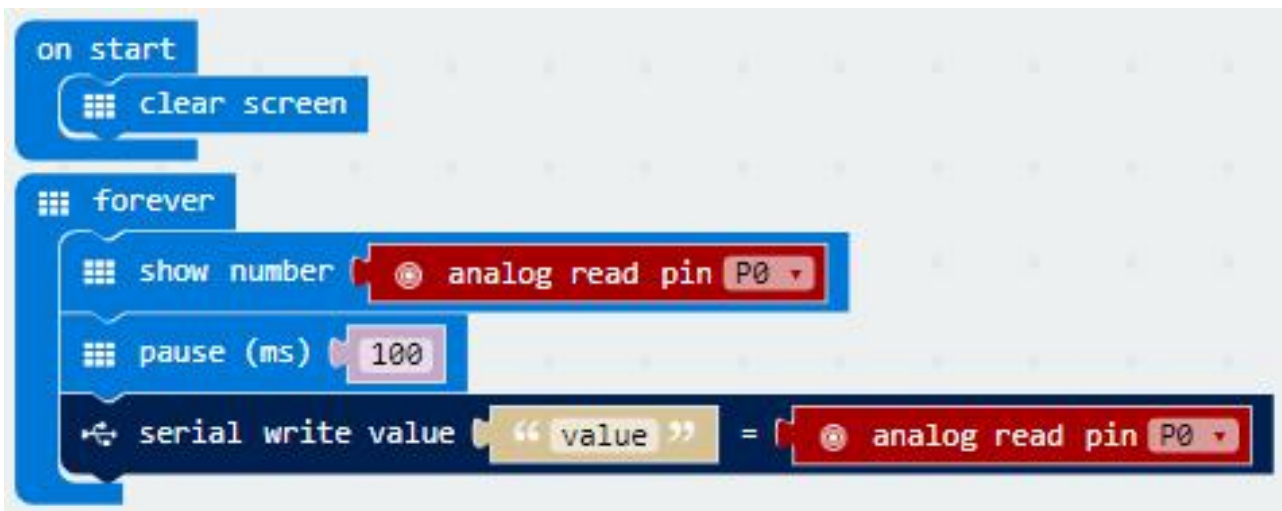 on start
clear screen
forever
show number analog read pin P0
pause (ms) 100
serial write value “ value ” = analog read pin P0